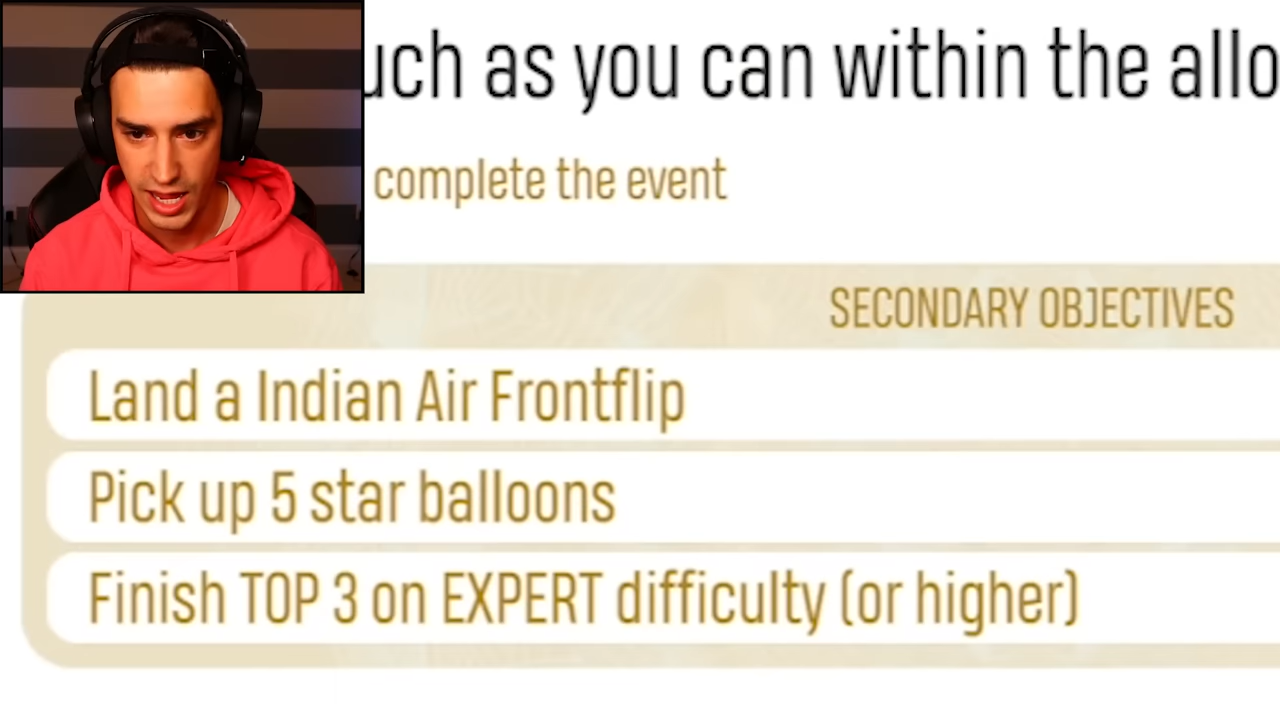 uch as you can within the allo
complete the event
SECONDARY OBJECTIVES
Land a Indian Air Frontflip
Pick up 5 star balloons
Finish TOP 3 on EXPERT difficulty (or higher)